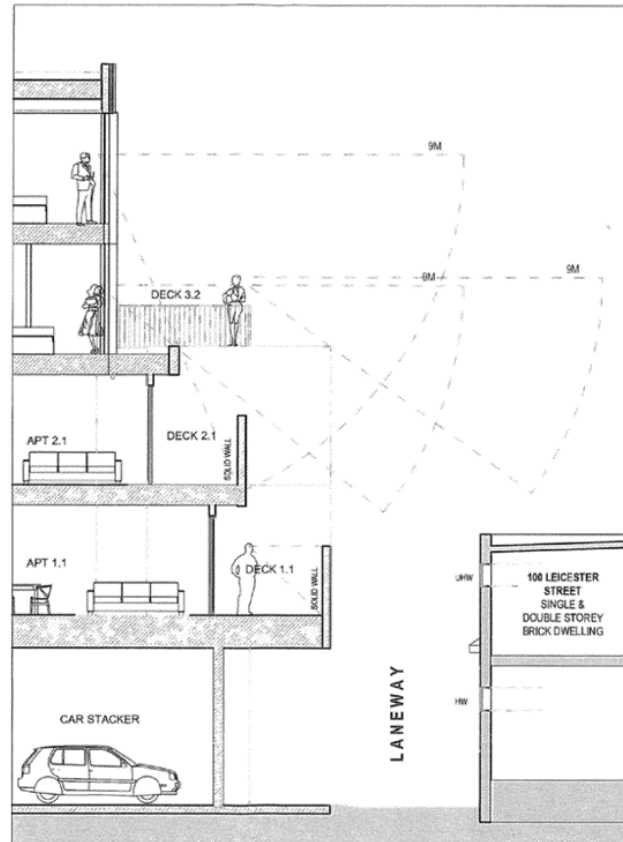 9M
9M
9M
DECK 3.2
APT 2.1
DECK 2.1
SOLID WALL
APT 1.1
DECK 1.1
SOLID WALL
UHW
100 LEICESTER
STREET
SINGLE &
DOUBLE STOREY
BRICK DWELLING
HW
LANEWAY
CAR STACKER